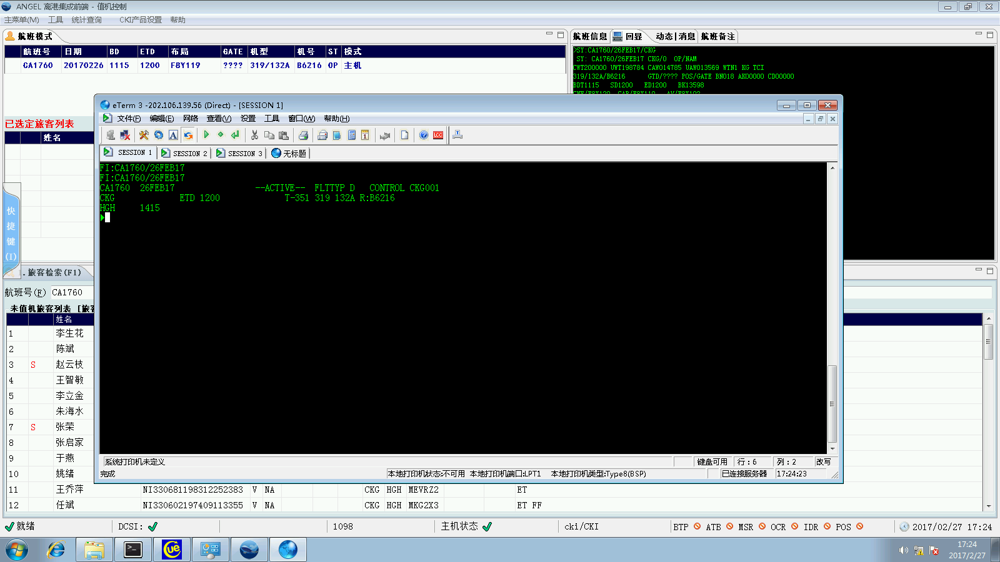 ANGEL 离港集成前端 - 值机控制
主菜单(M) 工具 统计查询 CKI产品设置 帮助
航班模式
航班号 日期 BD ETD 布局 GATE 机型 机号 ST 模式
CA1760 20170226 1115 1200 F8Y119 ???? 319/132A B6216 OP 主机
航班信息 回显 动态|消息 航班备注
>SY:CA1760/26FEB17/CKG
SY: CA1760/26FEB17 CKG/0 OP/NAM
CWT200000 UWT198784 CAW014785 UAW013569 WTN1 KG TCI
319/132A/B6216 GTD/???? POS/GATE BN018 AK00000 CD00000
BDT1115 SD1200 ED1200 BK13598
已选定旅客列表
姓名
eTerm 3 -202.106.139.56 (Direct) - [SESSION 1]
文件(F) 编辑(E) 网络 查看(V) 设置 工具 窗口(W) 帮助(H)
SESSION 1 SESSION 2 SESSION 3 无标题
FI:CA1760/26FEB17
FI:CA1760/26FEB17
CA1760 26FEB17 --ACTIVE-- FLTTYP D CONTROL CKG001
CKG ETD 1200 T-351 319 132A R:B6216
HGH 1415
系统打印机未定义 键盘可用 行:6 列:2 改写
完成 本地打印机状态:不可用 本地打印机端口:LPT1 本地打印机类型:Type8(BSP) 已连接服务器 17:24:23
快
捷
键
(I)
旅客检索(F1)
航班号(F) CA1760
未值机旅客列表 [旅客
姓名
1 李生花
2 陈斌
3 S 赵云枝
4 王智敏
5 李立金
6 朱海水
7 S 张荣
8 张启家
9 于燕
10 姚绪
11 王乔萍 NI330681198312252383 V NA CKG HGH MEVRZ2 ET
12 任斌 NI330602197409113355 V NA CKG HGH MKG2X3 ET FF
就绪 DCSI: 1098 主机状态 cki/CKI BTP ATB MSR OCR IDR POS 2017/02/27 17:24
17:24
2017/2/27